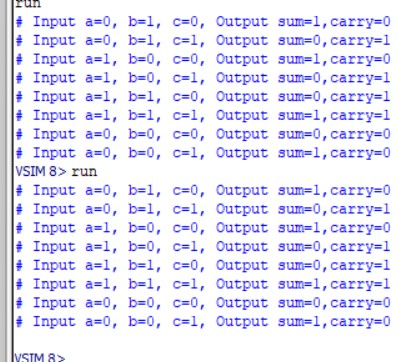 run
# Input a=0, b=1, c=0, Output sum=1,carry=0
# Input a=0, b=1, c=1, Output sum=0,carry=1
# Input a=1, b=0, c=0, Output sum=1,carry=0
# Input a=1, b=0, c=1, Output sum=0,carry=1
# Input a=1, b=1, c=0, Output sum=0,carry=1
# Input a=1, b=1, c=1, Output sum=1,carry=1
# Input a=0, b=0, c=0, Output sum=0,carry=0
# Input a=0, b=0, c=1, Output sum=1,carry=0
VSIM 8> run
# Input a=0, b=1, c=0, Output sum=1,carry=0
# Input a=0, b=1, c=1, Output sum=0,carry=1
# Input a=1, b=0, c=0, Output sum=1,carry=0
# Input a=1, b=0, c=1, Output sum=0,carry=1
# Input a=1, b=1, c=0, Output sum=0,carry=1
# Input a=1, b=1, c=1, Output sum=1,carry=1
# Input a=0, b=0, c=0, Output sum=0,carry=0
# Input a=0, b=0, c=1, Output sum=1,carry=0
VSIM 8>